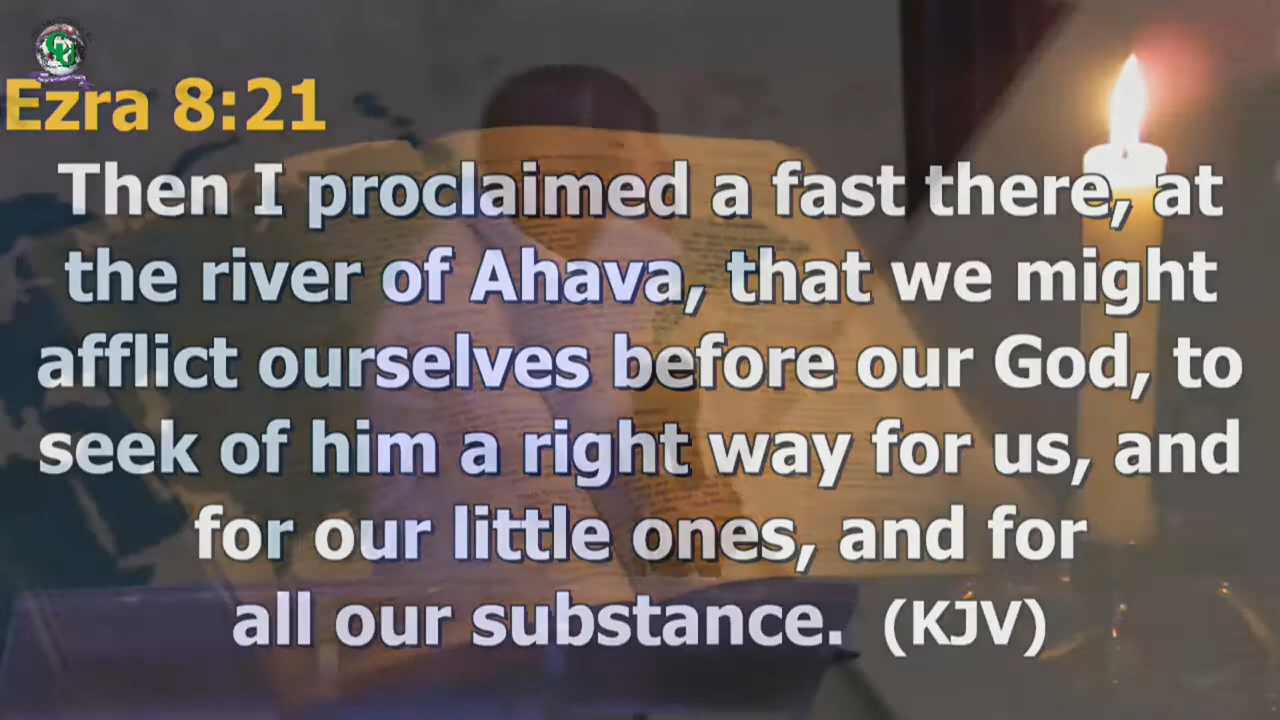 Ezra 8:21
Then I proclaimed a fast there, at
the river of Ahava, that we might
afflict ourselves before our God, to
seek of him a right way for us, and
for our little ones, and for
all our substance. (KJV)